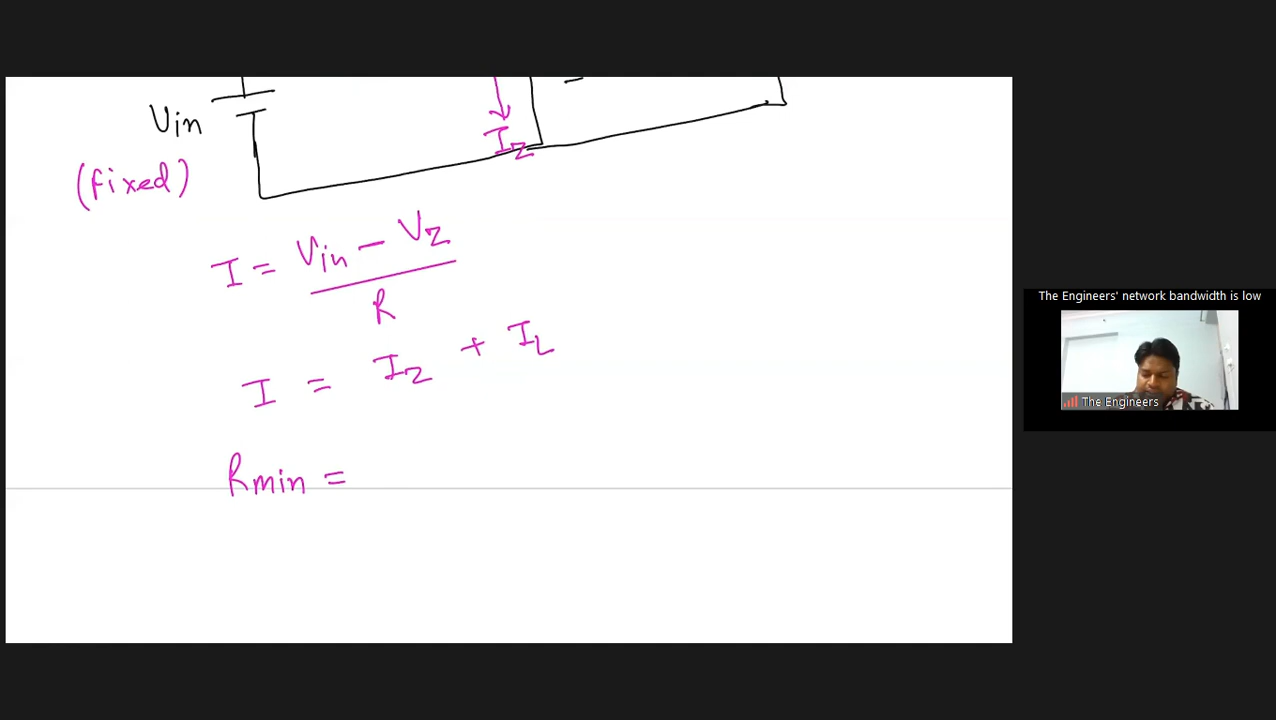 Vin
(fixed)
Iz
I = Vin − Vz
R
I = Iz + IL
Rmin =
The Engineers' network bandwidth is low
The Engineers